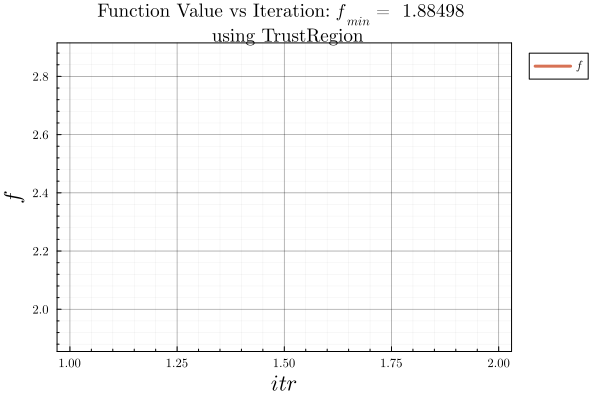 Function Value vs Iteration: f_min = 1.88498
using TrustRegion
f
2.8
2.6
2.4
2.2
2.0
f
1.00 1.25 1.50 1.75 2.00
itr